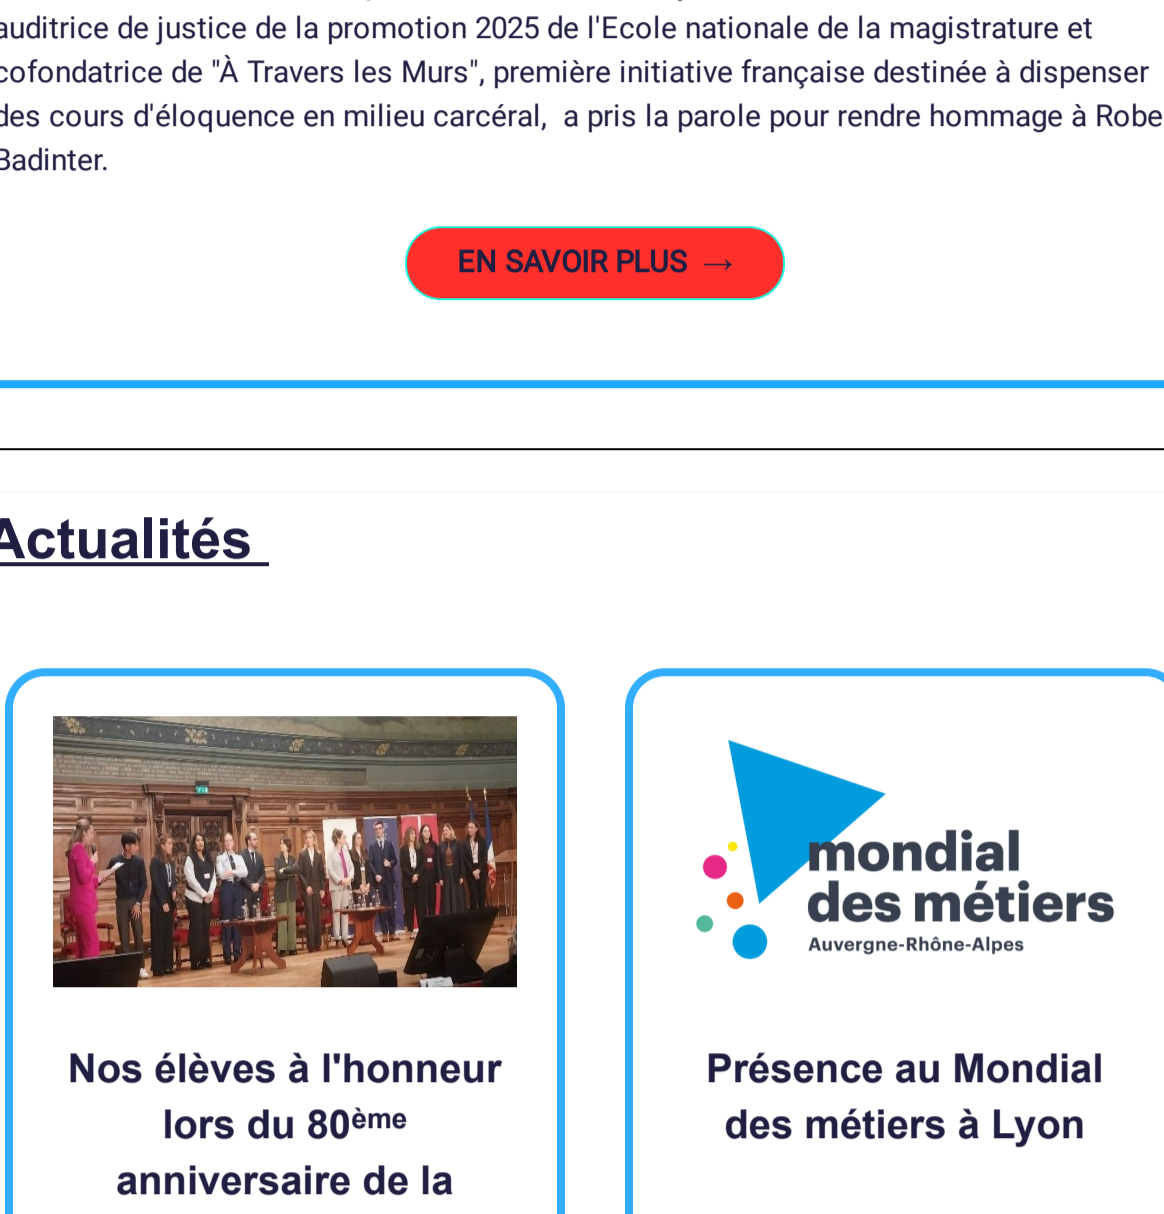 auditrice de justice de la promotion 2025 de l'Ecole nationale de la magistrature et
cofondatrice de "À Travers les Murs", première initiative française destinée à dispenser
des cours d'éloquence en milieu carcéral,  a pris la parole pour rendre hommage à Robe
Badinter.
EN SAVOIR PLUS →
Actualités
mondial
des métiers
Auvergne-Rhône-Alpes
Nos élèves à l'honneur
lors du 80ème
anniversaire de la
Présence au Mondial
des métiers à Lyon